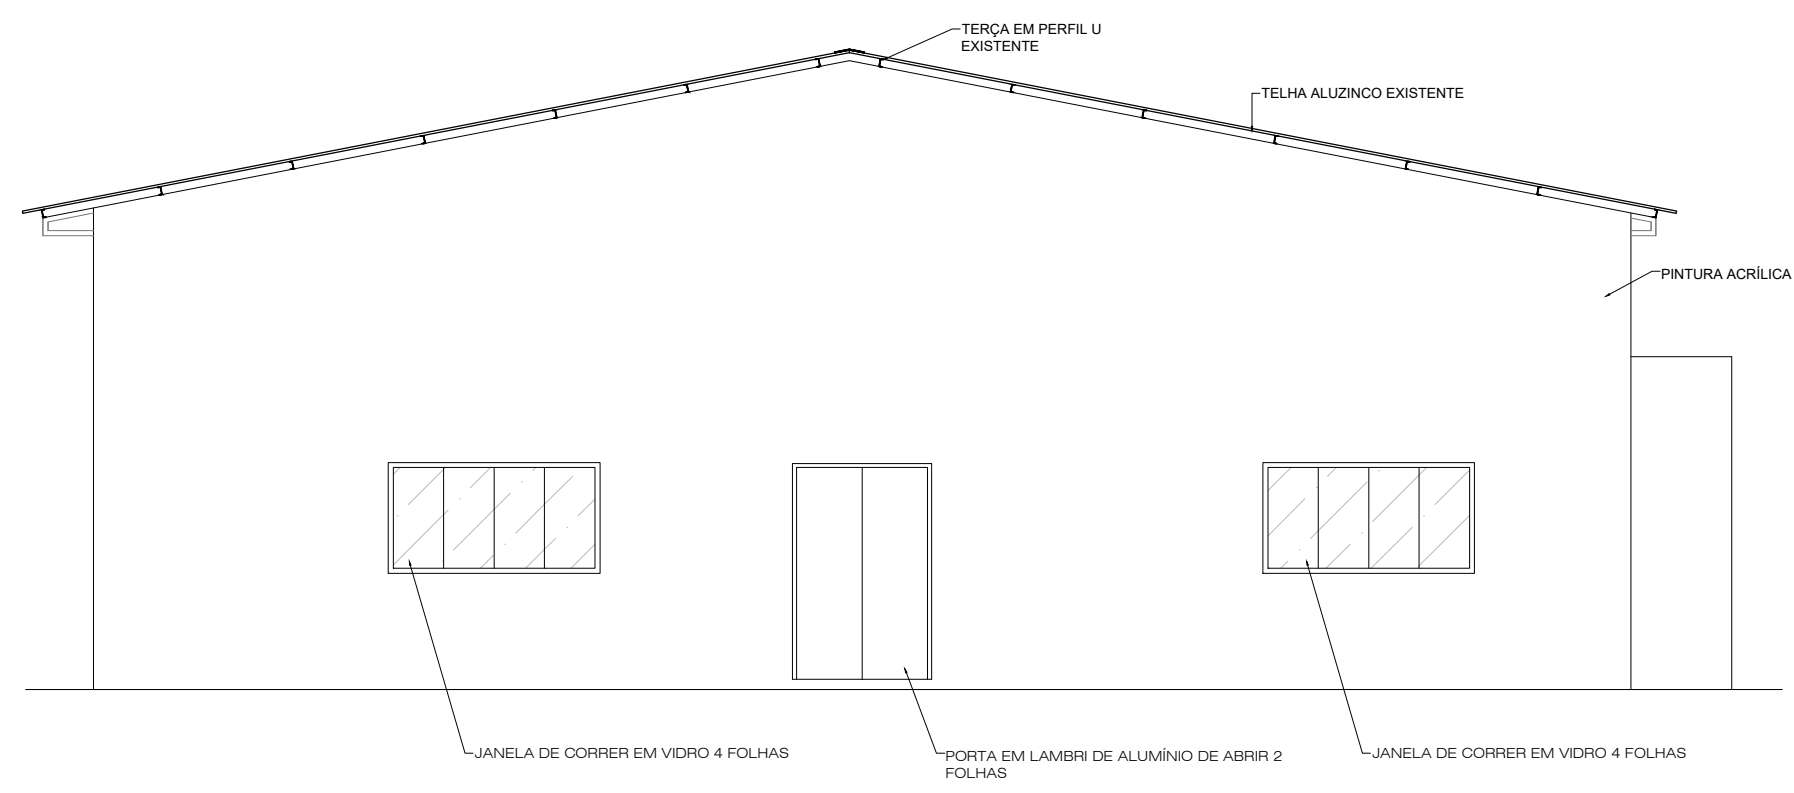 TERÇA EM PERFIL U
EXISTENTE
TELHA ALUZINCO EXISTENTE
PINTURA ACRÍLICA
JANELA DE CORRER EM VIDRO 4 FOLHAS
PORTA EM LAMBRI DE ALUMÍNIO DE ABRIR 2
FOLHAS
JANELA DE CORRER EM VIDRO 4 FOLHAS